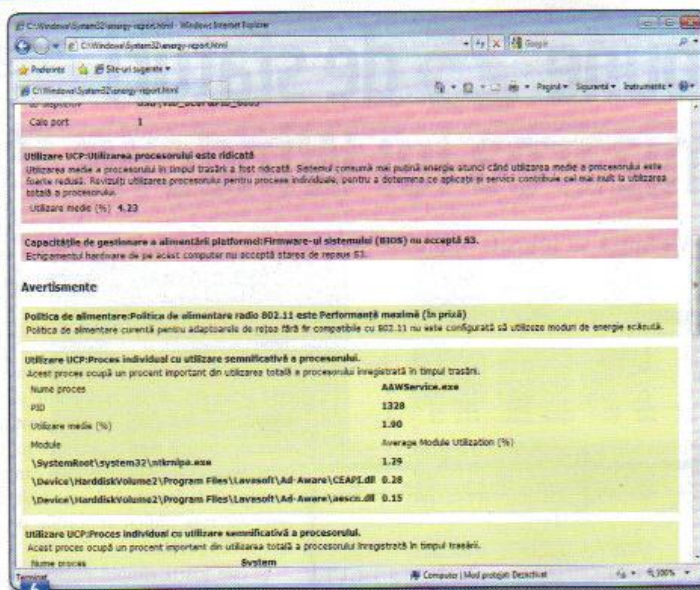 C:\Windows\System32\energy-report.html - Windows Internet Explorer
C:\Windows\System32\energy-report.html
Google
Preferințe
Site-uri sugerate
C:\Windows\System32\energy-report.html
Pagină
Siguranță
Instrumente
Cale port 1
Utilizare UCP:Utilizarea procesorului este ridicată
Utilizarea medie a procesorului în timpul trasării a fost ridicată. Sistemul consumă mai puțină energie atunci când utilizarea medie a procesorului este
foarte redusă. Revizuiți utilizarea procesorului pentru procese individuale, pentru a determina ce aplicații și servicii contribuie cel mai mult la utilizarea
totală a procesorului.
Utilizare medie (%) 4.23
Capacitățile de gestionare a alimentării platformei:Firmware-ul sistemului (BIOS) nu acceptă S3.
Echipamentul hardware de pe acest computer nu acceptă starea de repaus S3.
Avertismente
Politica de alimentare:Politica de alimentare radio 802.11 este Performanță maximă (În priză)
Politica de alimentare curentă pentru adaptoarele de rețea fără fir compatibile cu 802.11 nu este configurată să utilizeze moduri de energie scăzută.
Utilizare UCP:Proces individual cu utilizare semnificativă a procesorului.
Acest proces ocupă un procent important din utilizarea totală a procesorului înregistrată în timpul trasării.
Nume proces AAWService.exe
PID 1328
Utilizare medie (%) 1.90
Module Average Module Utilization (%)
\SystemRoot\system32\ntkrnlpa.exe 1.29
\Device\HarddiskVolume2\Program Files\Lavasoft\Ad-Aware\CEAPI.dll 0.28
\Device\HarddiskVolume2\Program Files\Lavasoft\Ad-Aware\aescn.dll 0.15
Utilizare UCP:Proces individual cu utilizare semnificativă a procesorului.
Acest proces ocupă un procent important din utilizarea totală a procesorului înregistrată în timpul trasării.
Nume proces System
Terminat
Computer | Mod protejat: Dezactivat
100%